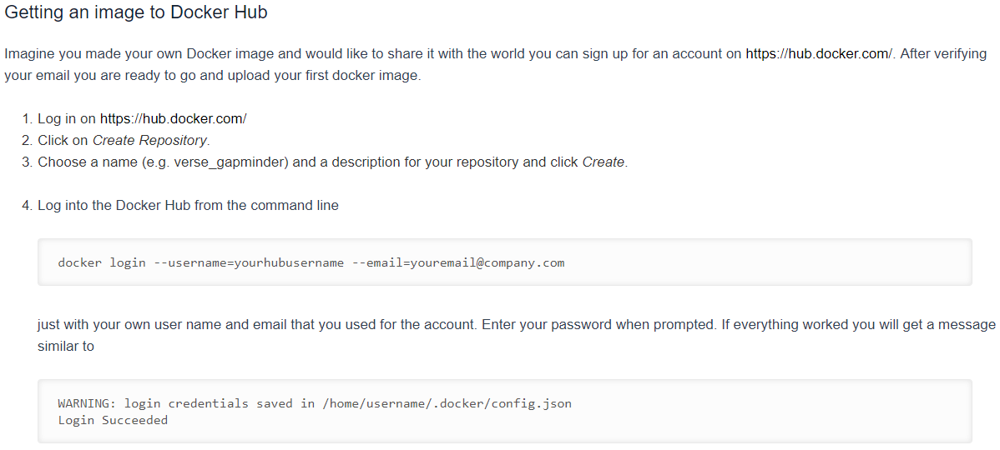 Getting an image to Docker Hub
Imagine you made your own Docker image and would like to share it with the world you can sign up for an account on https://hub.docker.com/. After verifying
your email you are ready to go and upload your first docker image.
1. Log in on https://hub.docker.com/
2. Click on Create Repository.
3. Choose a name (e.g. verse_gapminder) and a description for your repository and click Create.
4. Log into the Docker Hub from the command line
docker login --username=yourhubusername --email=youremail@company.com
just with your own user name and email that you used for the account. Enter your password when prompted. If everything worked you will get a message
similar to
WARNING: login credentials saved in /home/username/.docker/config.json
Login Succeeded